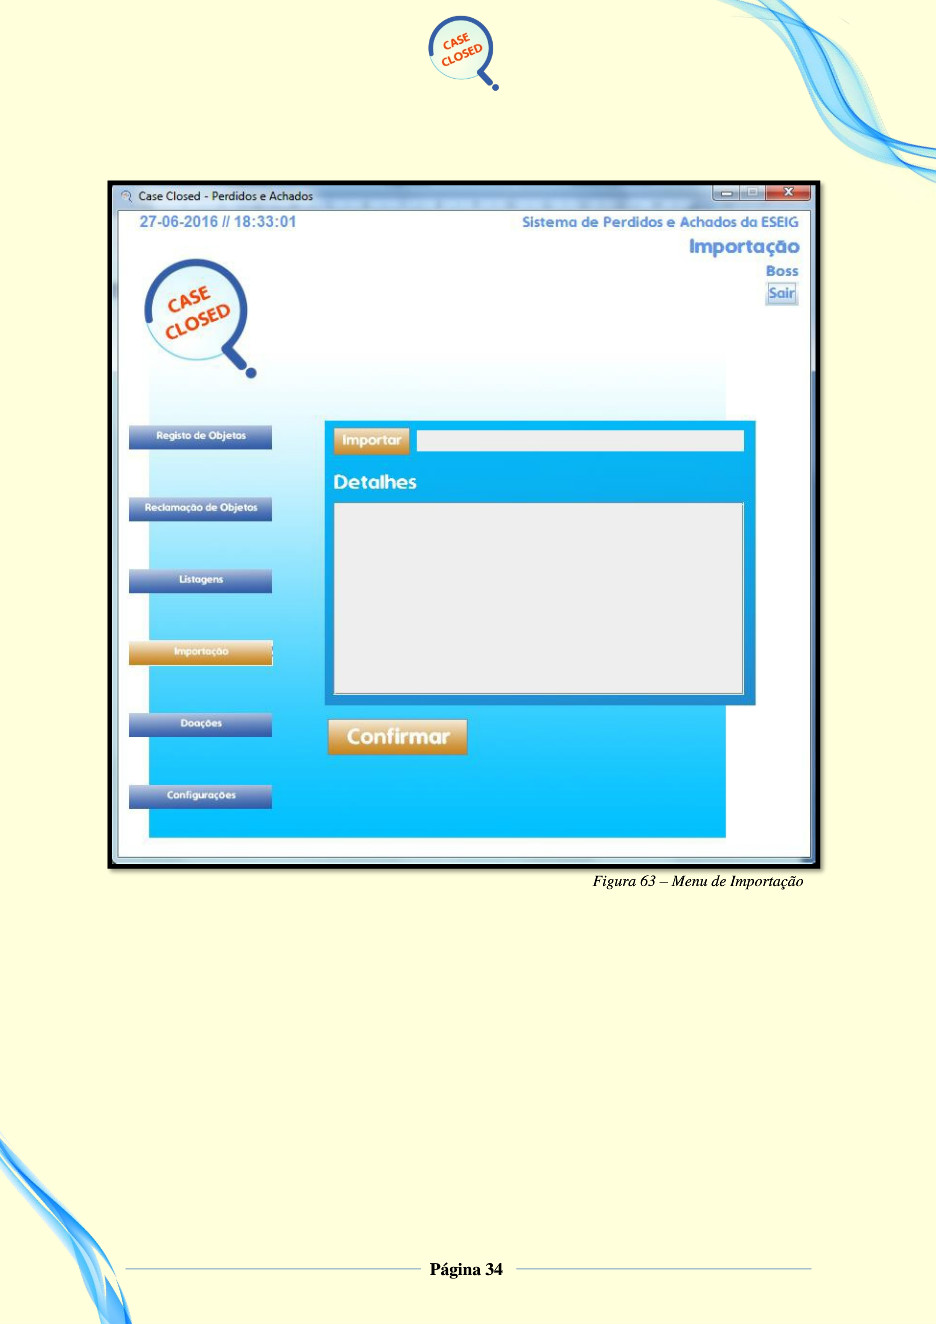 CASE
CLOSED
Case Closed - Perdidos e Achados
27-06-2016 // 18:33:01
Sistema de Perdidos e Achados da ESEIG
Importação
Boss
Sair
CASE
CLOSED
Registo de Objetos
Importar
Detalhes
Reclamação de Objetos
Listagens
Importação
Doações
Confirmar
Configurações
Figura 63 – Menu de Importação
Página 34